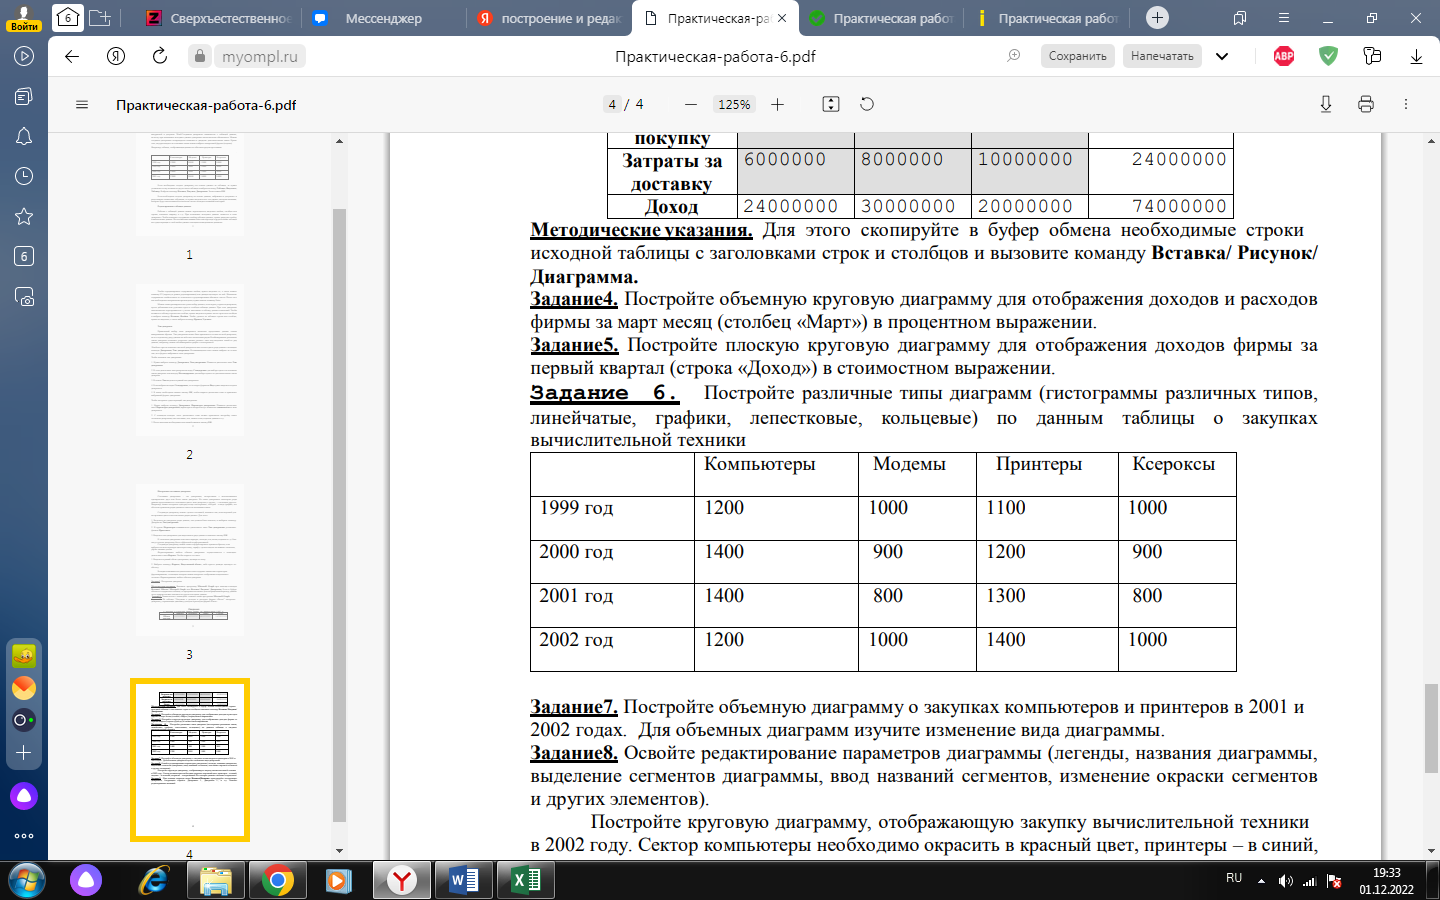 6
Сверхъестественное
Мессенджер
построение и редак
Практическая-ра
Практическая работ
Практическая работ
Войти
myompl.ru
Практическая-работа-6.pdf
Сохранить
Напечатать
ABP
Практическая-работа-6.pdf
4 / 4
125%
1
2
3
4
6
покупку
Затраты за доставку 6000000 8000000 10000000 24000000
Доход 24000000 30000000 20000000 74000000
Методические указания. Для этого скопируйте в буфер обмена необходимые строки
исходной таблицы с заголовками строк и столбцов и вызовите команду Вставка/ Рисунок/
Диаграмма.
Задание4. Постройте объемную круговую диаграмму для отображения доходов и расходов
фирмы за март месяц (столбец «Март») в процентном выражении.
Задание5. Постройте плоскую круговую диаграмму для отображения доходов фирмы за
первый квартал (строка «Доход») в стоимостном выражении.
Задание 6. Постройте различные типы диаграмм (гистограммы различных типов,
линейчатые, графики, лепестковые, кольцевые) по данным таблицы о закупках
вычислительной техники
Компьютеры Модемы Принтеры Ксероксы
1999 год 1200 1000 1100 1000
2000 год 1400 900 1200 900
2001 год 1400 800 1300 800
2002 год 1200 1000 1400 1000
Задание7. Постройте объемную диаграмму о закупках компьютеров и принтеров в 2001 и
2002 годах. Для объемных диаграмм изучите изменение вида диаграммы.
Задание8. Освойте редактирование параметров диаграммы (легенды, названия диаграммы,
выделение сегментов диаграммы, ввод названий сегментов, изменение окраски сегментов
и других элементов).
Постройте круговую диаграмму, отображающую закупку вычислительной техники
в 2002 году. Сектор компьютеры необходимо окрасить в красный цвет, принтеры – в синий,
RU
19:33
01.12.2022